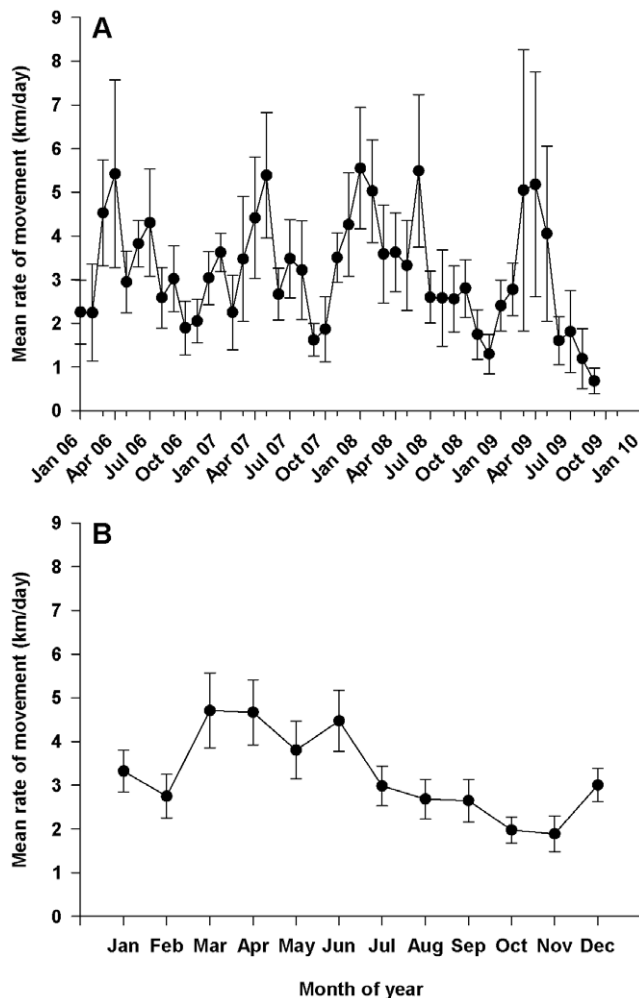 A
Mean rate of movement (km/day)
9
8
7
6
5
4
3
2
1
0
Jan 06
Apr 06
Jul 06
Oct 06
Jan 07
Apr 07
Jul 07
Oct 07
Jan 08
Apr 08
Jul 08
Oct 08
Jan 09
Apr 09
Jul 09
Oct 09
Jan 10
B
Mean rate of movement (km/day)
9
8
7
6
5
4
3
2
1
0
Jan Feb Mar Apr May Jun Jul Aug Sep Oct Nov Dec
Month of year